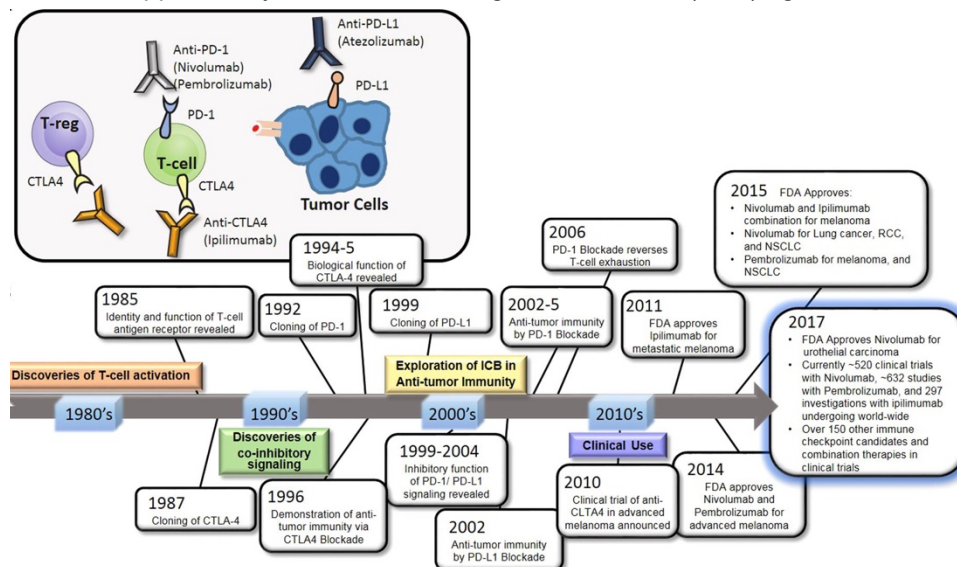 Anti-PD-1
(Nivolumab)
(Pembrolizumab)
Anti-PD-L1
(Atezolizumab)
PD-L1
PD-1
T-reg
T-cell
CTLA4
CTLA4
Tumor Cells
Anti-CTLA4
(Ipilimumab)
1985
Identity and function of T-cell
antigen receptor revealed
1992
Cloning of PD-1
1994-5
Biological function of
CTLA-4 revealed
1999
Cloning of PD-L1
2002-5
Anti-tumor immunity
by PD-1 Blockade
2006
PD-1 Blockade reverses
T-cell exhaustion
2011
FDA approves
Ipilimumab for
metastatic melanoma
2015 FDA Approves:
• Nivolumab and Ipilimumab
combination for melanoma
• Nivolumab for Lung cancer, RCC,
and NSCLC
• Pembrolizumab for melanoma, and
NSCLC
2017
• FDA Approves Nivolumab for
urothelial carcinoma
• Currently ~520 clinical trials
with Nivolumab, ~632 studies
with Pembrolizumab, and 297
investigations with ipilimumab
undergoing world-wide
• Over 150 other immune
checkpoint candidates and
combination therapies in
clinical trials
Discoveries of T-cell activation
Exploration of ICB in
Anti-tumor Immunity
1980's
1990's
2000's
2010's
Discoveries of
co-inhibitory
signaling
Clinical Use
1987
Cloning of CTLA-4
1996
Demonstration of anti-
tumor immunity via
CTLA4 Blockade
1999-2004
Inhibitory function
of PD-1/ PD-L1
signaling revealed
2002
Anti-tumor immunity
by PD-L1 Blockade
2010
Clinical trial of anti-
CLTA4 in advanced
melanoma announced
2014
FDA approves
Nivolumab and
Pembrolizumab for
advanced melanoma